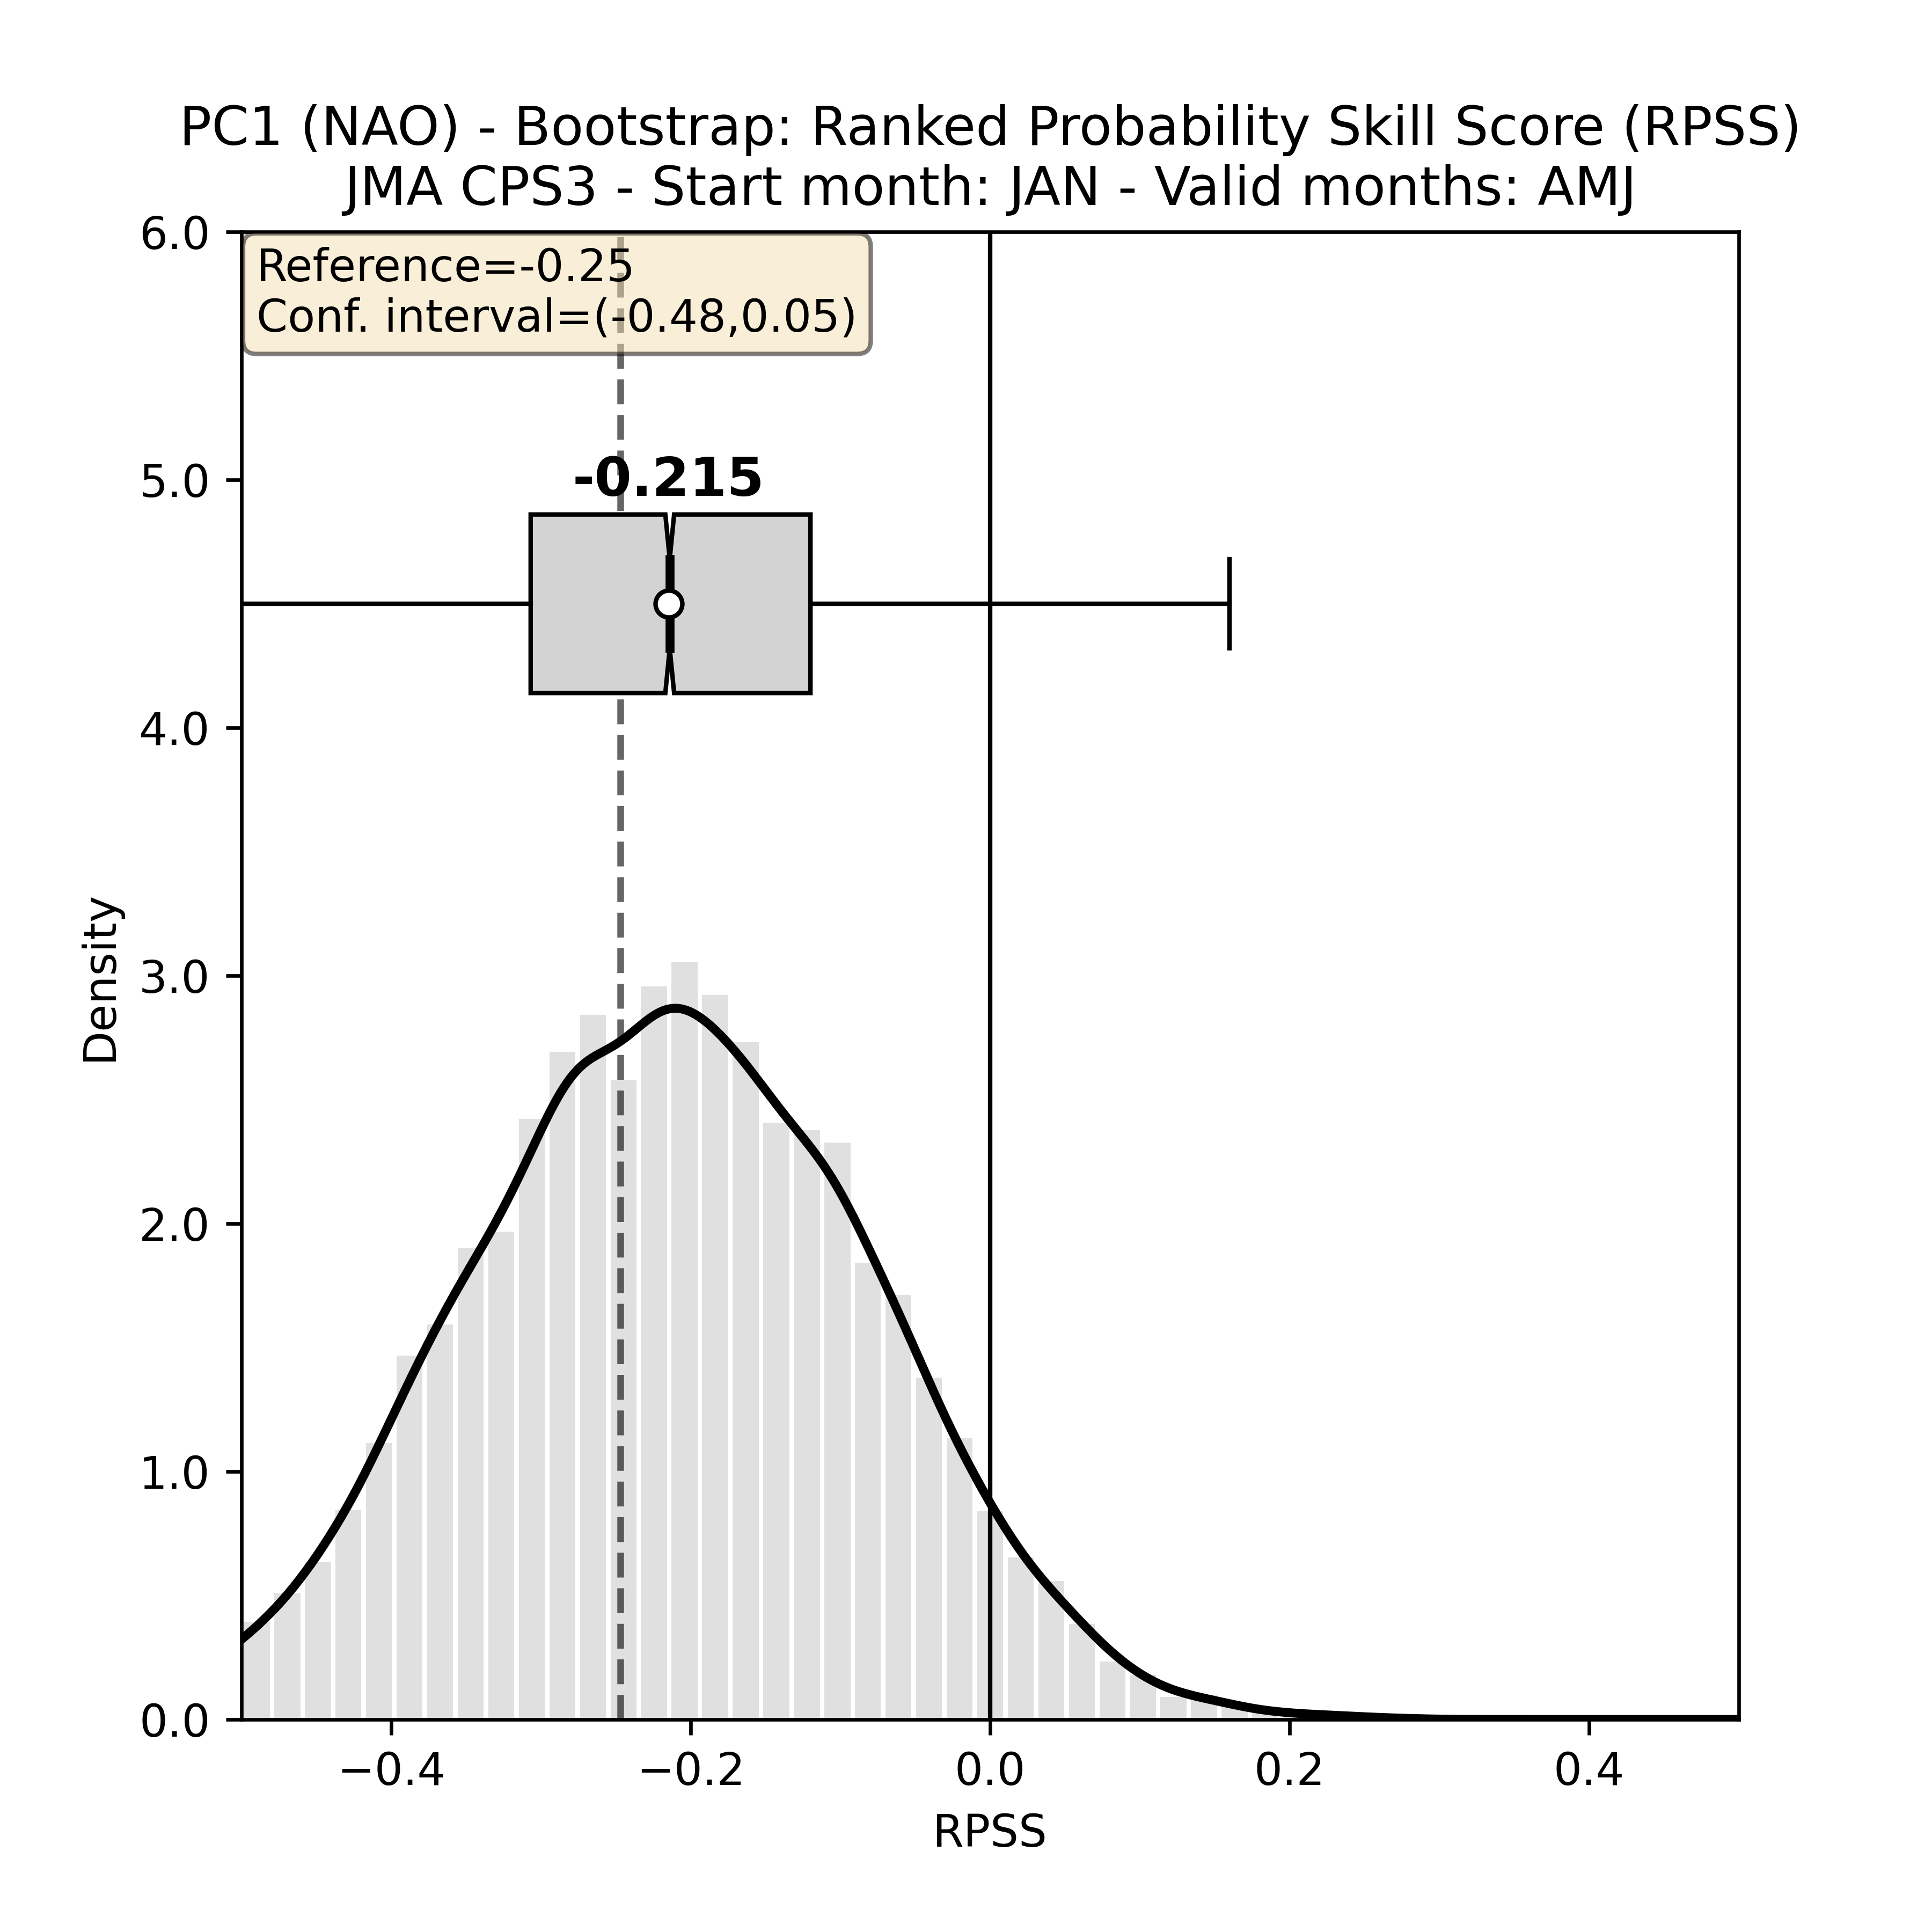 PC1 (NAO) - Bootstrap: Ranked Probability Skill Score (RPSS)
JMA CPS3 - Start month: JAN - Valid months: AMJ
6.0
Reference=-0.25
Conf. interval=(-0.48,0.05)
-0.215
5.0
4.0
3.0
2.0
1.0
0.0
Density
−0.4
−0.2
0.0
0.2
0.4
RPSS